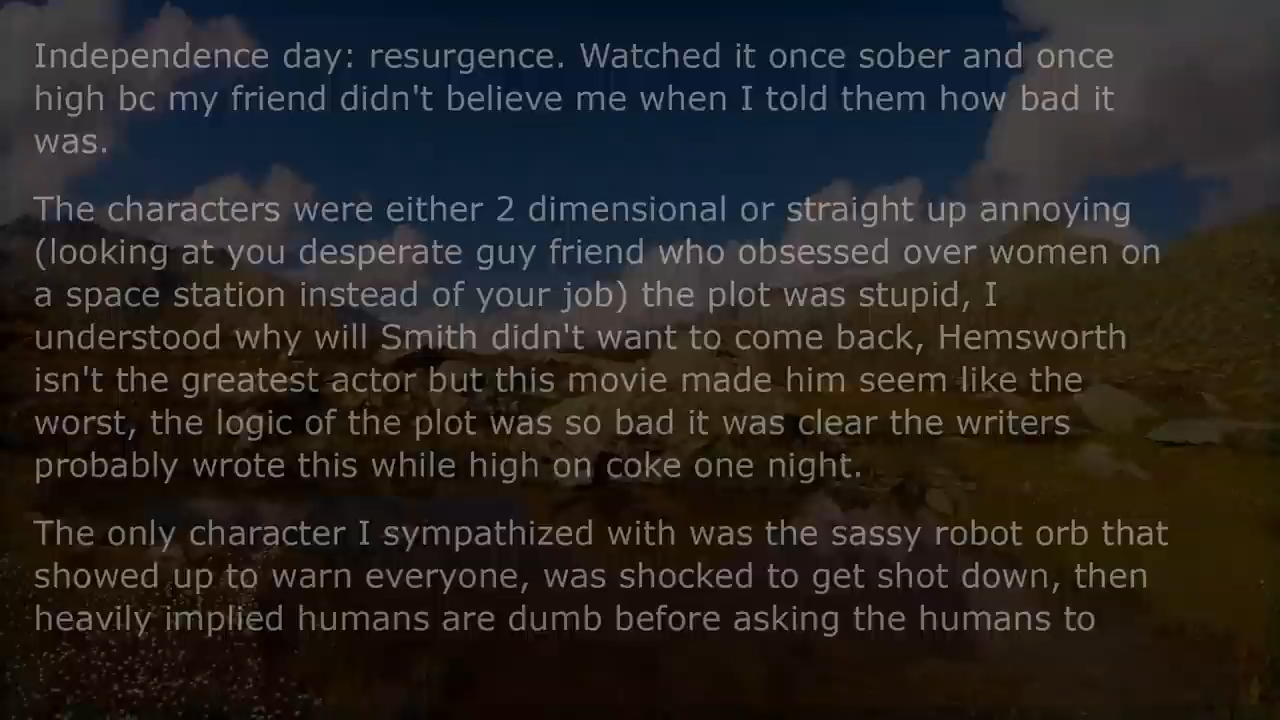 Independence day: resurgence. Watched it once sober and once
high bc my friend didn't believe me when I told them how bad it
was.
The characters were either 2 dimensional or straight up annoying
(looking at you desperate guy friend who obsessed over women on
a space station instead of your job) the plot was stupid, I
understood why will Smith didn't want to come back, Hemsworth
isn't the greatest actor but this movie made him seem like the
worst, the logic of the plot was so bad it was clear the writers
probably wrote this while high on coke one night.
The only character I sympathized with was the sassy robot orb that
showed up to warn everyone, was shocked to get shot down, then
heavily implied humans are dumb before asking the humans to